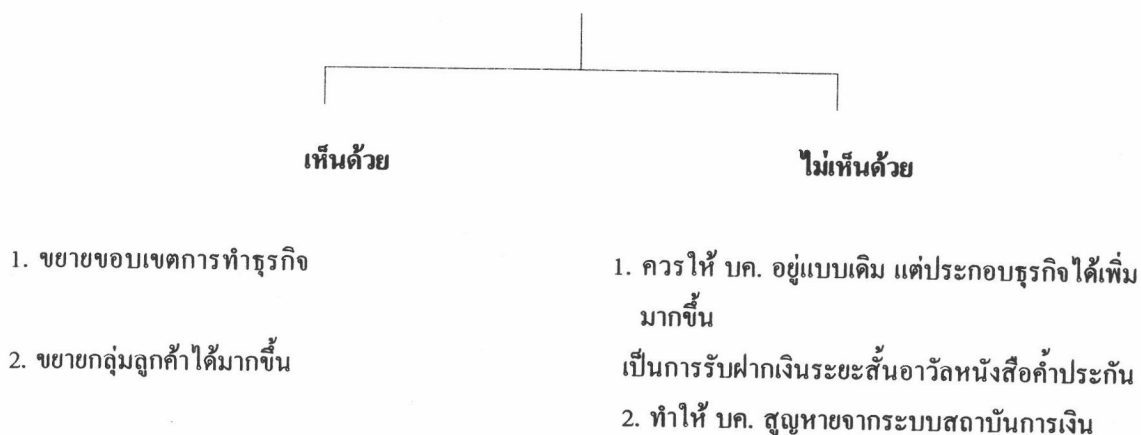 เห็นด้วย
ไม่เห็นด้วย
1. ขยายขอบเขตการทำธุรกิจ
2. ขยายกลุ่มลูกค้าได้มากขึ้น
1. ควรให้ บค. อยู่แบบเดิม แต่ประกอบธุรกิจได้เพิ่ม
มากขึ้น
เป็นการรับฝากเงินระยะสั้นอาวัลหนังสือค้ำประกัน
2. ทำให้ บค. สูญหายจากระบบสถาบันการเงิน